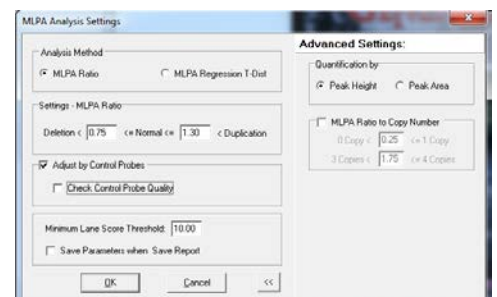 MLPA Analysis Settings
Analysis Method
MLPA Ratio MLPA Regression T-Dist
Settings - MLPA Ratio
Deletion < 0.75 <= Normal <= 1.30 < Duplication
Adjust by Control Probes
Check Control Probe Quality
Minimum Lane Score Threshold: 10.00
Save Parameters when Save Report
OK Cancel <<
Advanced Settings:
Quantification by
Peak Height Peak Area
MLPA Ratio to Copy Number
0 Copy < 0.25 <= 1 Copy
3 Copies < 1.75 <= 4 Copies